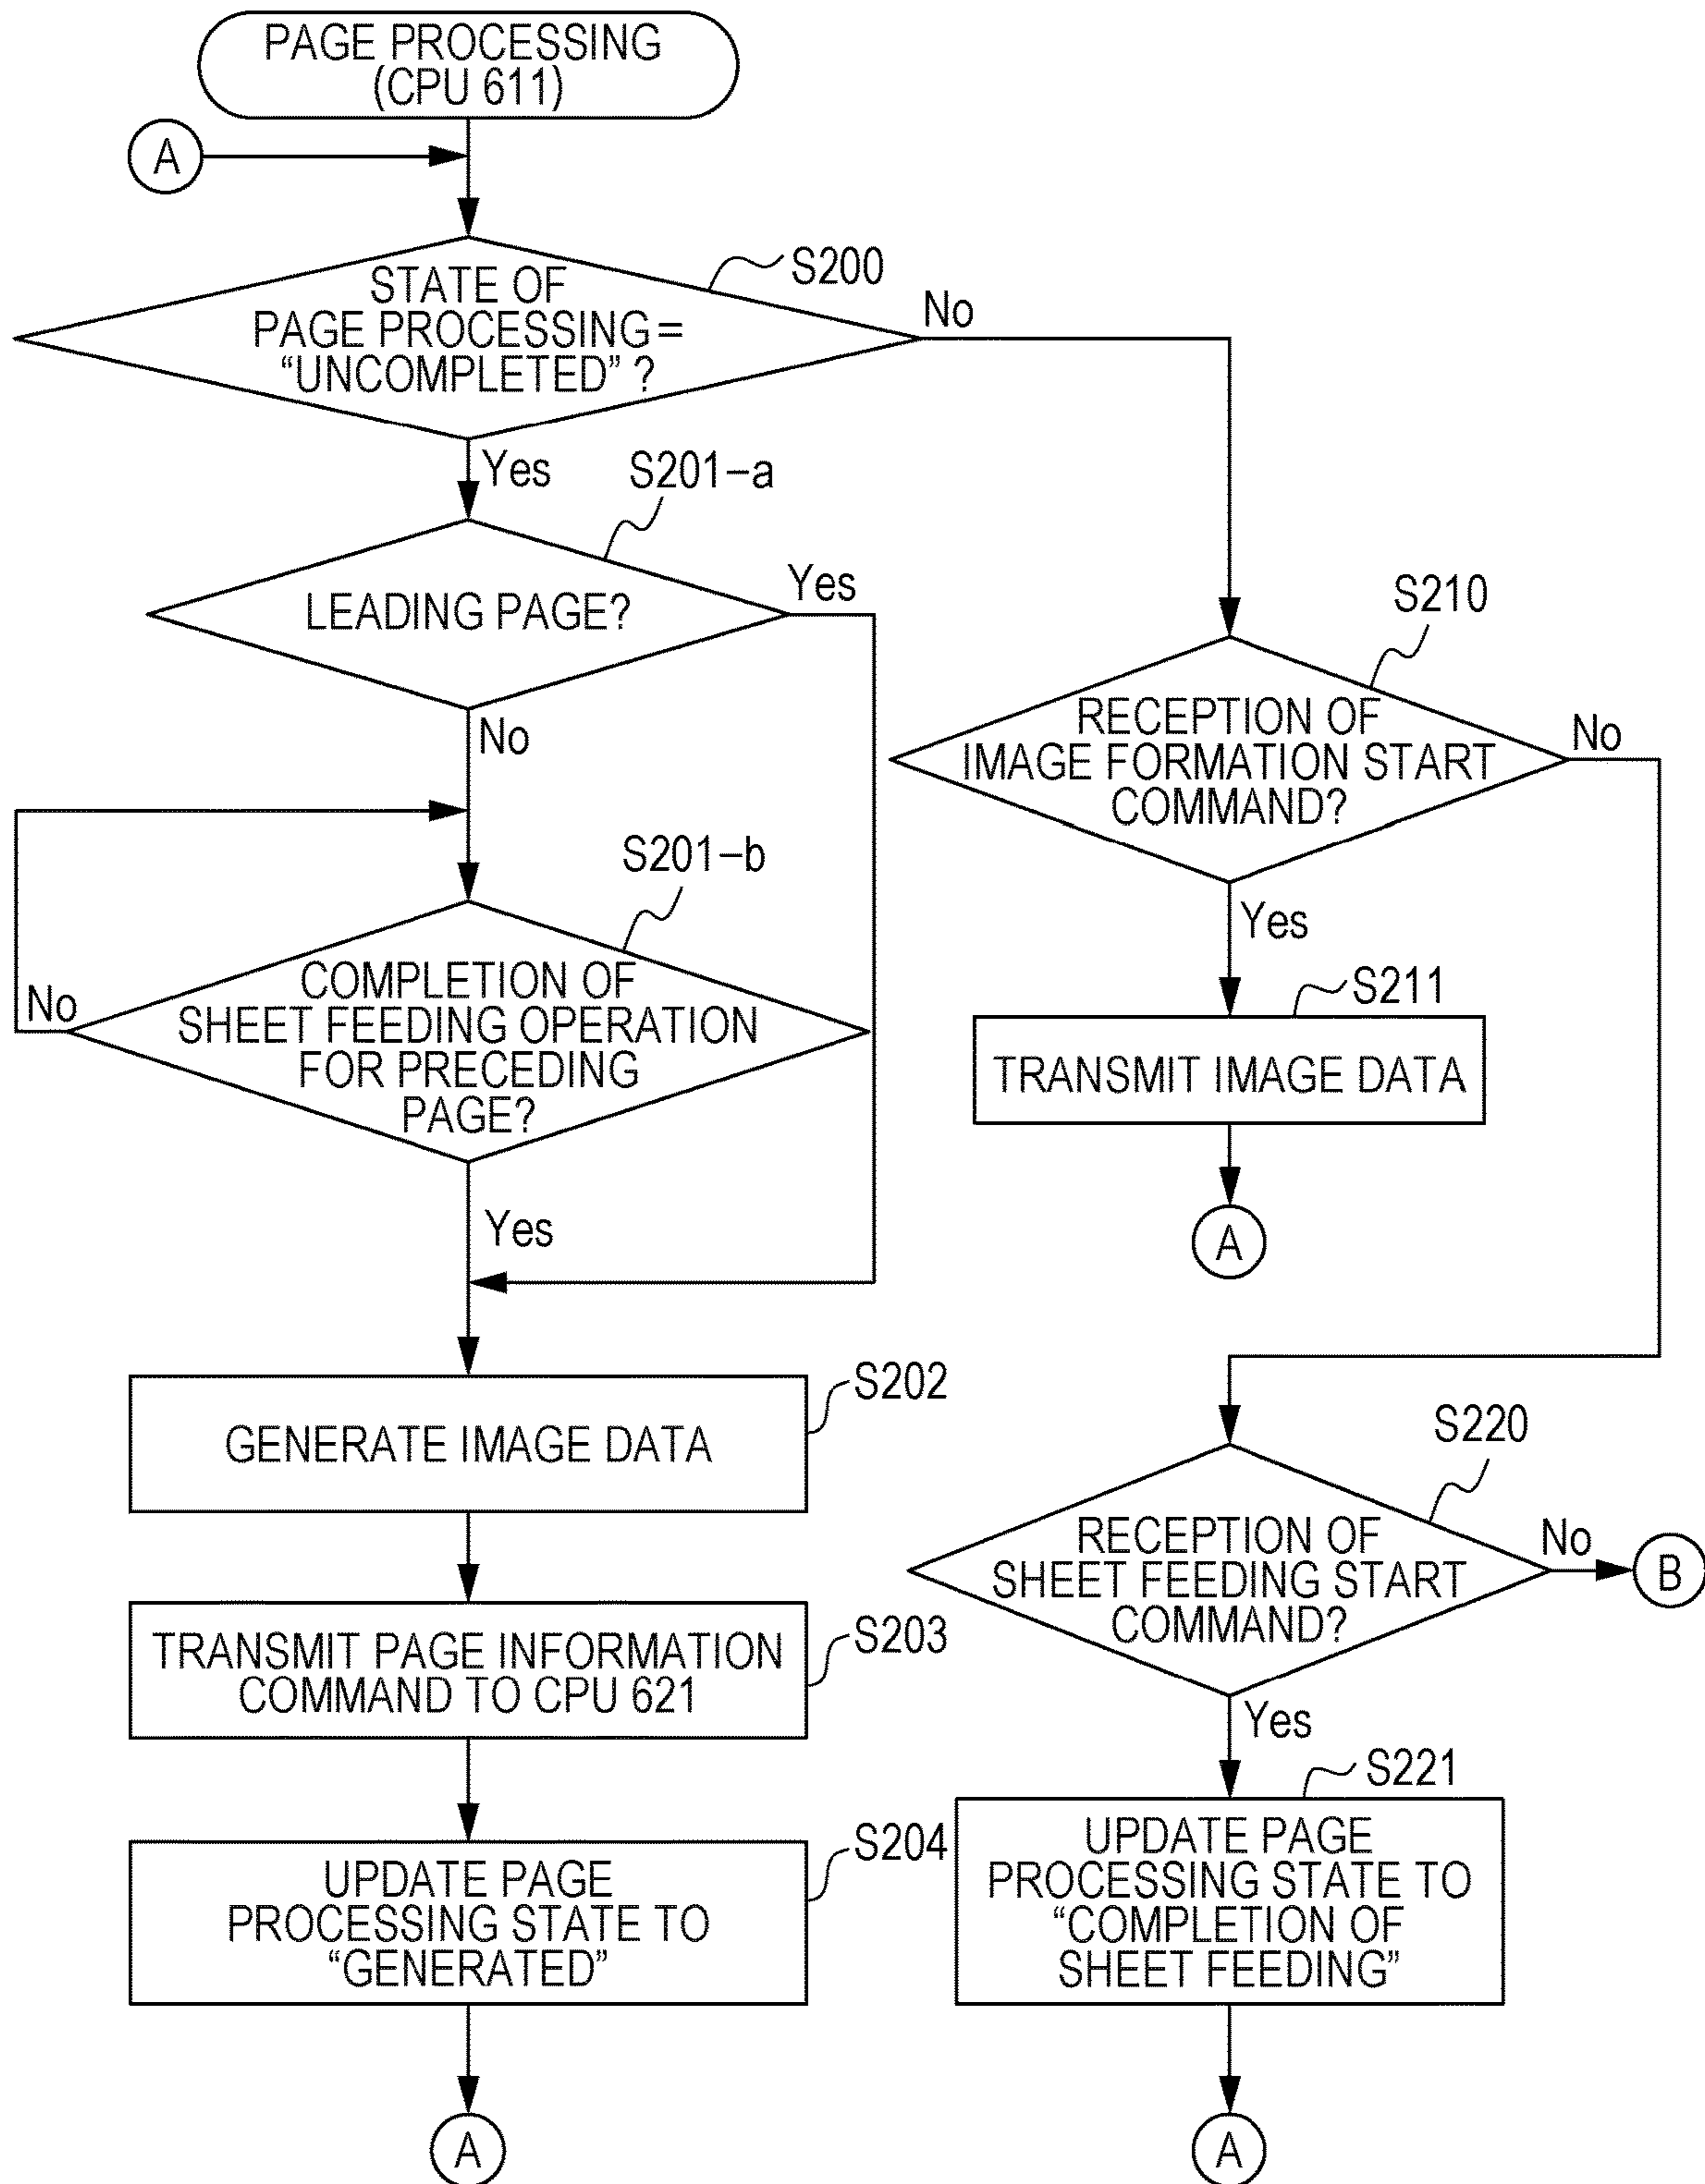 PAGE PROCESSING
(CPU 611)
A
STATE OF
PAGE PROCESSING =
“UNCOMPLETED” ?
S200
No
Yes
S201-a
LEADING PAGE?
Yes
No
S201-b
COMPLETION OF
SHEET FEEDING OPERATION
FOR PRECEDING
PAGE?
No
Yes
S202
GENERATE IMAGE DATA
S203
TRANSMIT PAGE INFORMATION
COMMAND TO CPU 621
S204
UPDATE PAGE
PROCESSING STATE TO
“GENERATED”
A
S210
RECEPTION OF
IMAGE FORMATION START
COMMAND?
No
Yes
S211
TRANSMIT IMAGE DATA
A
S220
RECEPTION OF
SHEET FEEDING START
COMMAND?
No
B
Yes
S221
UPDATE PAGE
PROCESSING STATE TO
“COMPLETION OF
SHEET FEEDING”
A